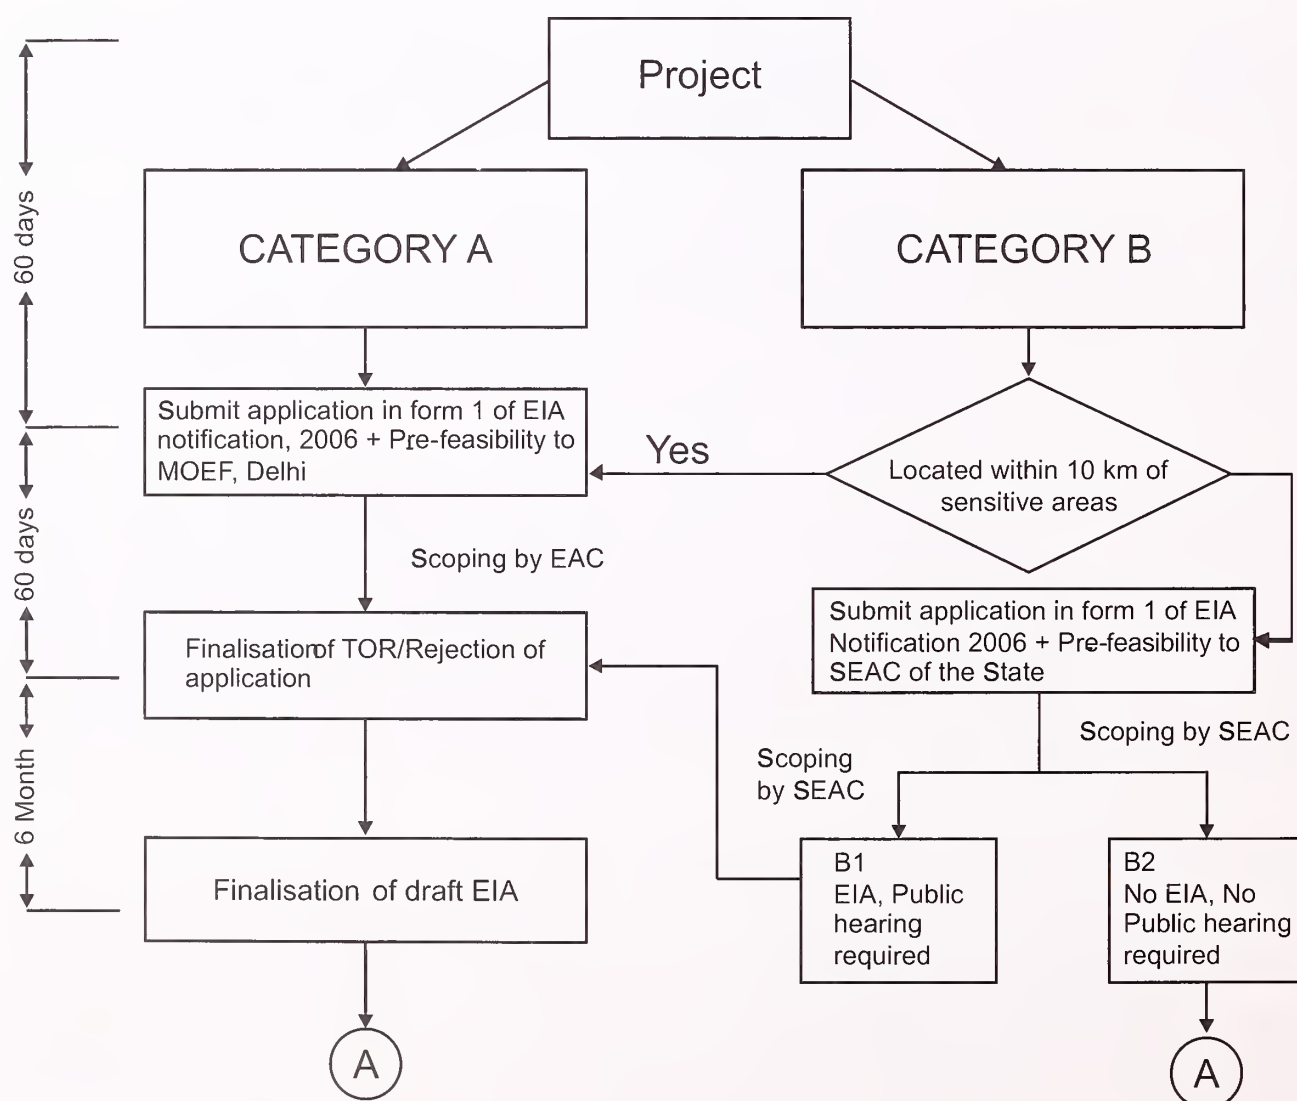 Project
CATEGORY A
CATEGORY B
60 days
Submit application in form 1 of EIA
notification, 2006 + Pre-feasibility to
MOEF, Delhi
Yes
Located within 10 km of
sensitive areas
60 days
Scoping by EAC
Submit application in form 1 of EIA
Notification 2006 + Pre-feasibility to
SEAC of the State
Finalisation of TOR/Rejection of
application
Scoping by SEAC
Scoping
by SEAC
6 Month
B1
EIA, Public
hearing
required
B2
No EIA, No
Public hearing
required
Finalisation of draft EIA
A
A